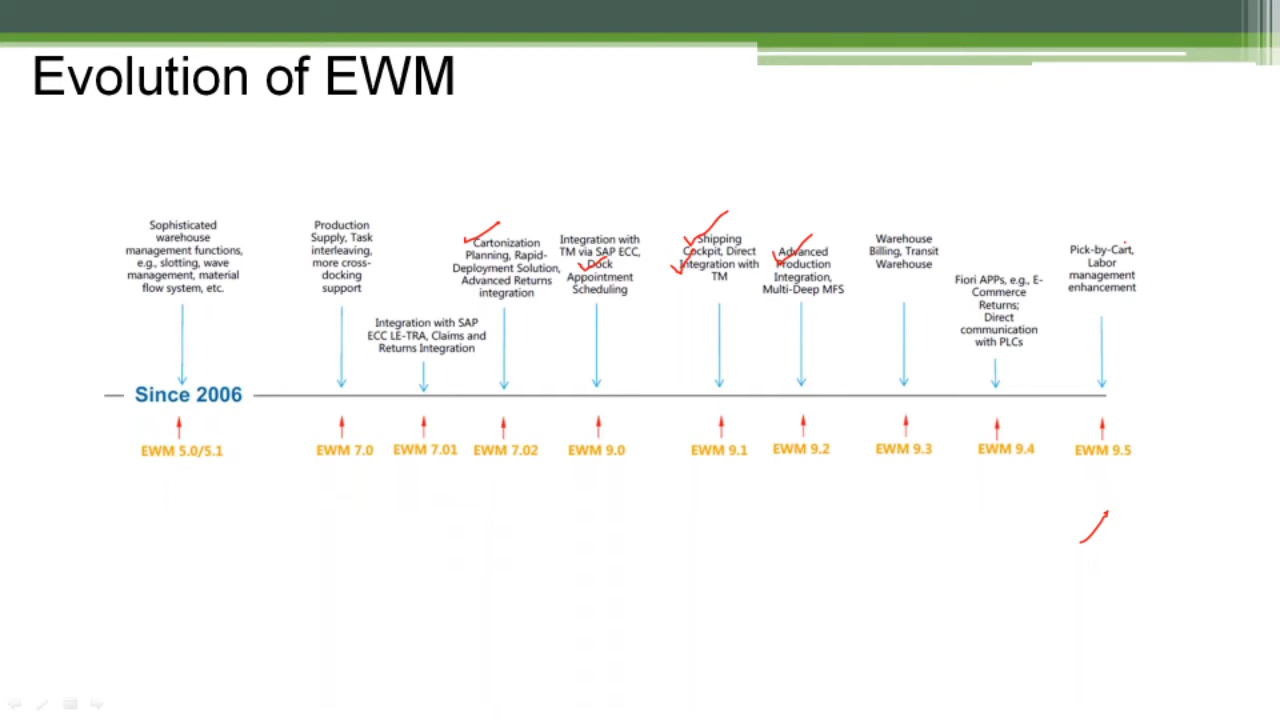 Evolution of EWM
Sophisticated
warehouse
management functions,
e.g., slotting, wave
management, material
flow system, etc.
Production
Supply, Task
interleaving,
more cross-
docking
support
Integration with SAP
ECC LE-TRA, Claims and
Returns Integration
Cartonization
Planning, Rapid-
Deployment Solution,
Advanced Returns
integration
Integration with
TM via SAP ECC,
Dock
Appointment
Scheduling
Shipping
Cockpit, Direct
Integration with
TM
Advanced
Production
Integration,
Multi-Deep MFS
Warehouse
Billing, Transit
Warehouse
Fiori APPs, e.g., E-
Commerce
Returns;
Direct
communication
with PLCs
Pick-by-Cart,
Labor
management
enhancement
Since 2006
EWM 5.0/5.1
EWM 7.0
EWM 7.01
EWM 7.02
EWM 9.0
EWM 9.1
EWM 9.2
EWM 9.3
EWM 9.4
EWM 9.5